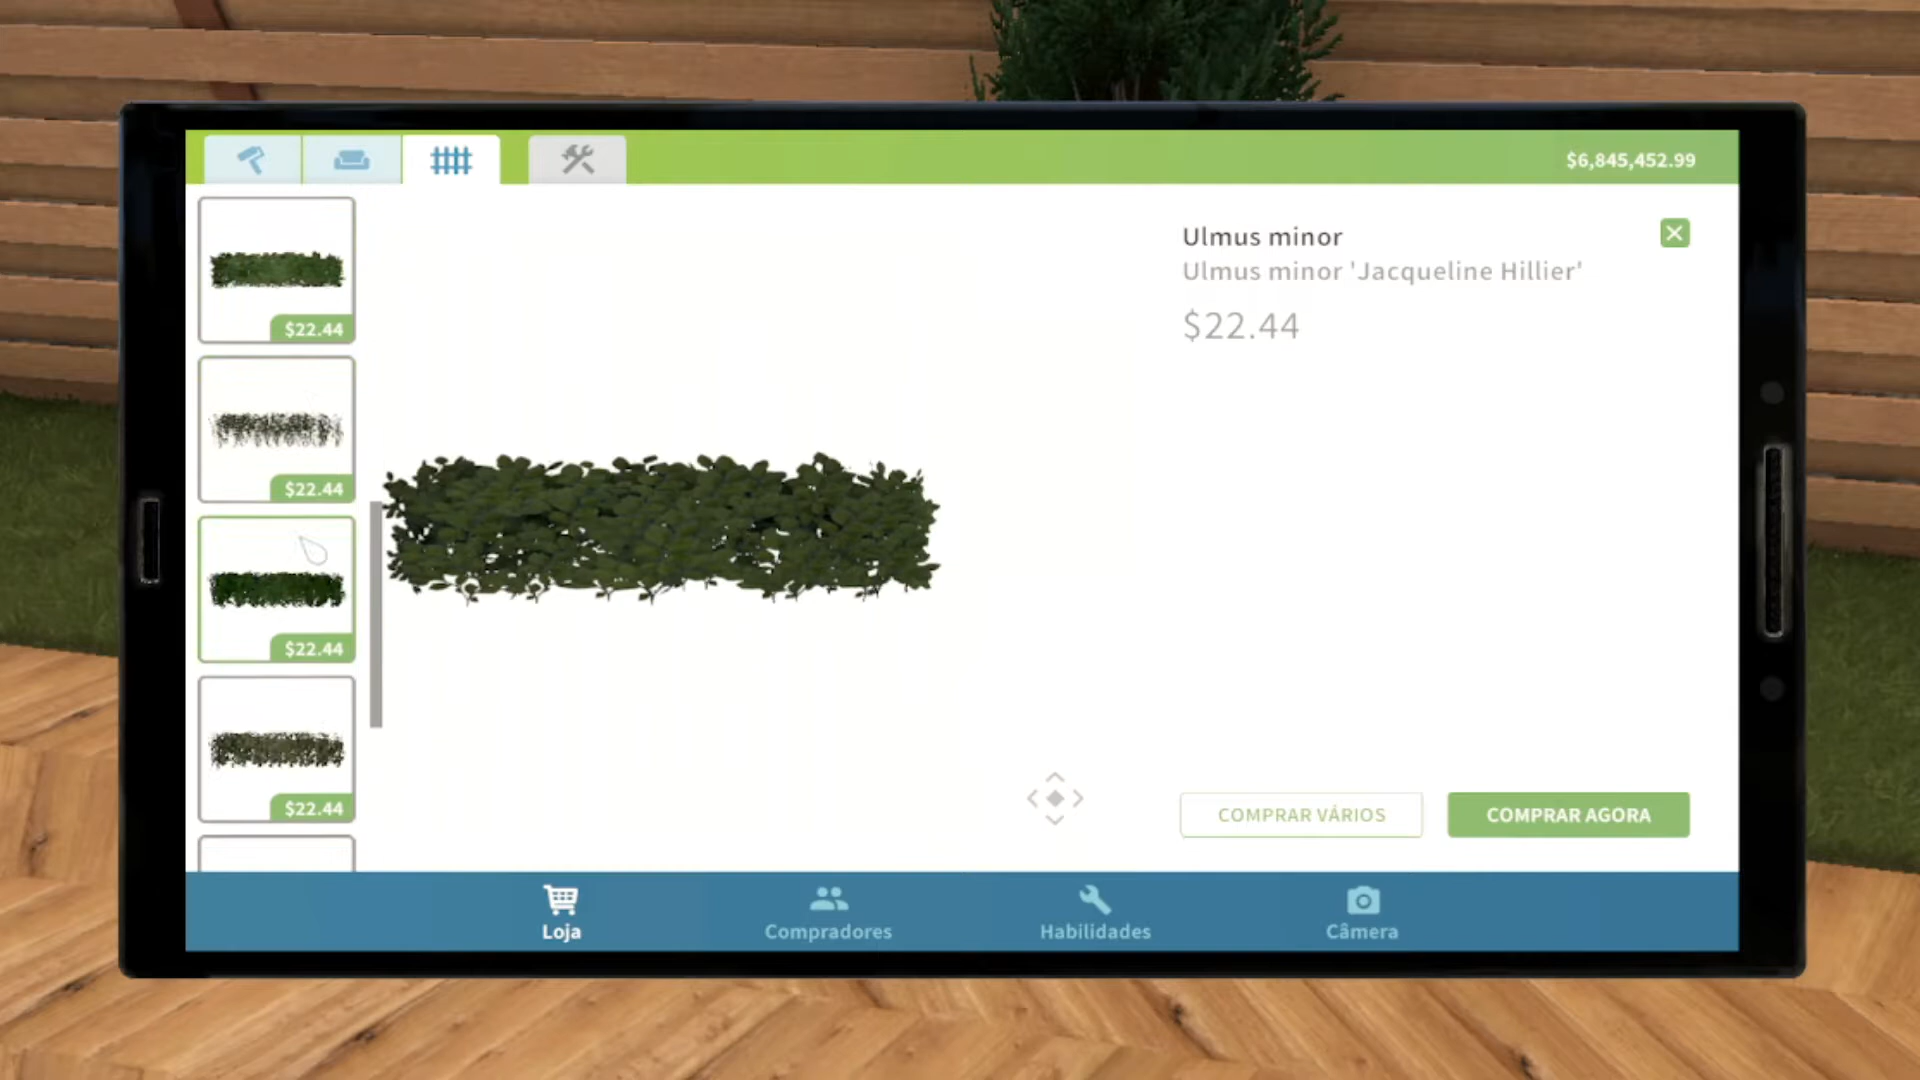 $6,845,452.99
$22.44
$22.44
$22.44
$22.44
Ulmus minor
Ulmus minor 'Jacqueline Hillier'
$22.44
COMPRAR VÁRIOS
COMPRAR AGORA
Loja
Compradores
Habilidades
Câmera